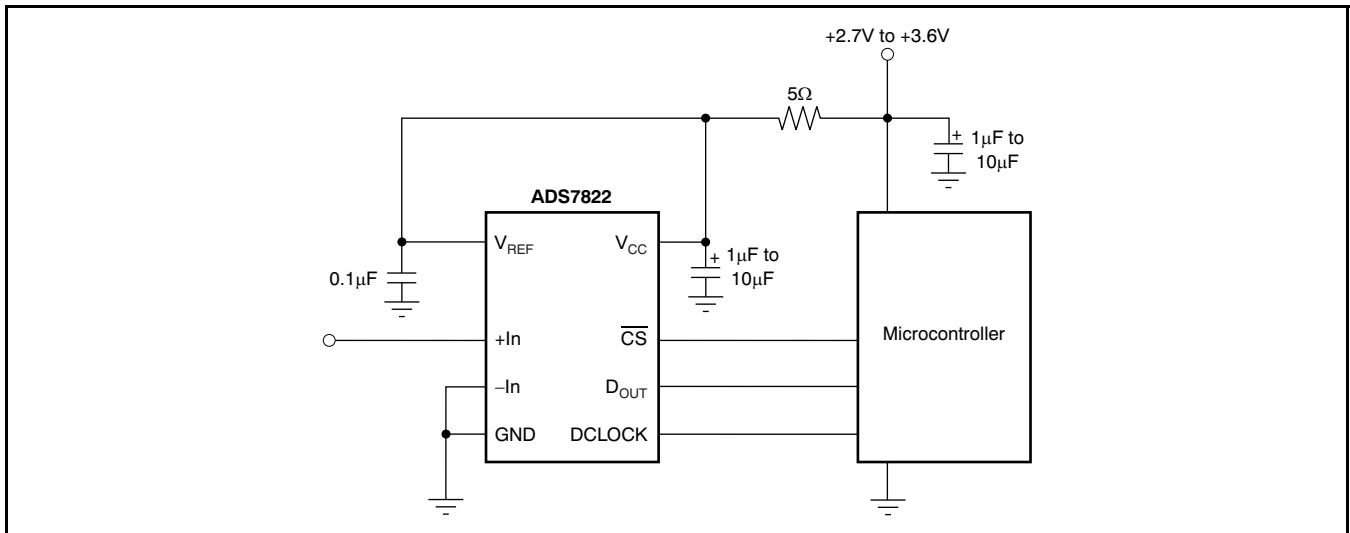 +2.7V to +3.6V
5Ω
+ 1μF to
10μF
ADS7822
V_REF
V_CC
0.1μF
+ 1μF to
10μF
+In
C̅S̅
Microcontroller
–In
D_OUT
GND
DCLOCK